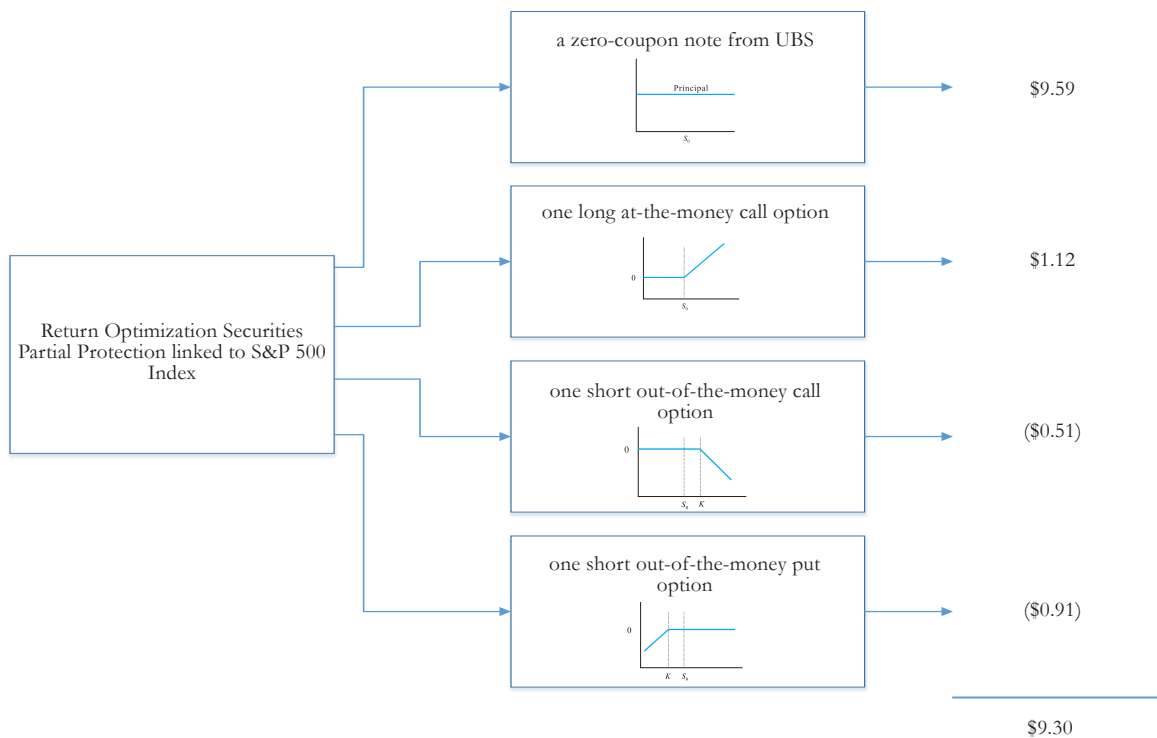 a zero-coupon note from UBS
Principal
S₀
$9.59
one long at-the-money call option
0
S₀
$1.12
Return Optimization Securities
Partial Protection linked to S&P 500
Index
one short out-of-the-money call
option
0
S₀ K
($0.51)
one short out-of-the-money put
option
0
K S₀
($0.91)
$9.30